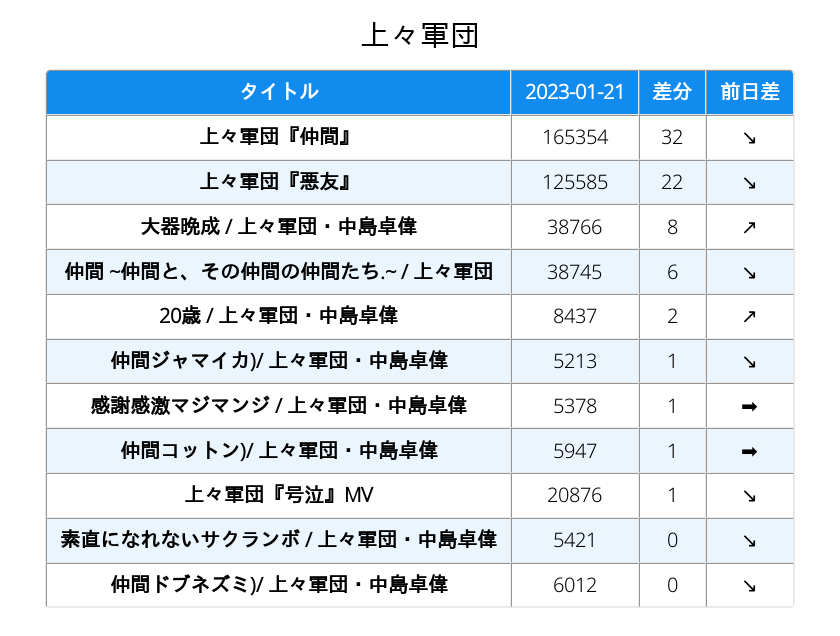 上々軍団
タイトル 2023-01-21 差分 前日差
上々軍団『仲間』 165354 32 ↘
上々軍団『悪友』 125585 22 ↘
大器晩成 / 上々軍団・中島卓偉 38766 8 ↗
仲間 ~仲間と、その仲間の仲間たち.~ / 上々軍団 38745 6 ↘
20歳 / 上々軍団・中島卓偉 8437 2 ↗
仲間ジャマイカ)/ 上々軍団・中島卓偉 5213 1 ↘
感謝感激マジマンジ / 上々軍団・中島卓偉 5378 1 ➡
仲間コットン)/ 上々軍団・中島卓偉 5947 1 ➡
上々軍団『号泣』MV 20876 1 ↘
素直になれないサクランボ / 上々軍団・中島卓偉 5421 0 ↘
仲間ドブネズミ)/ 上々軍団・中島卓偉 6012 0 ↘